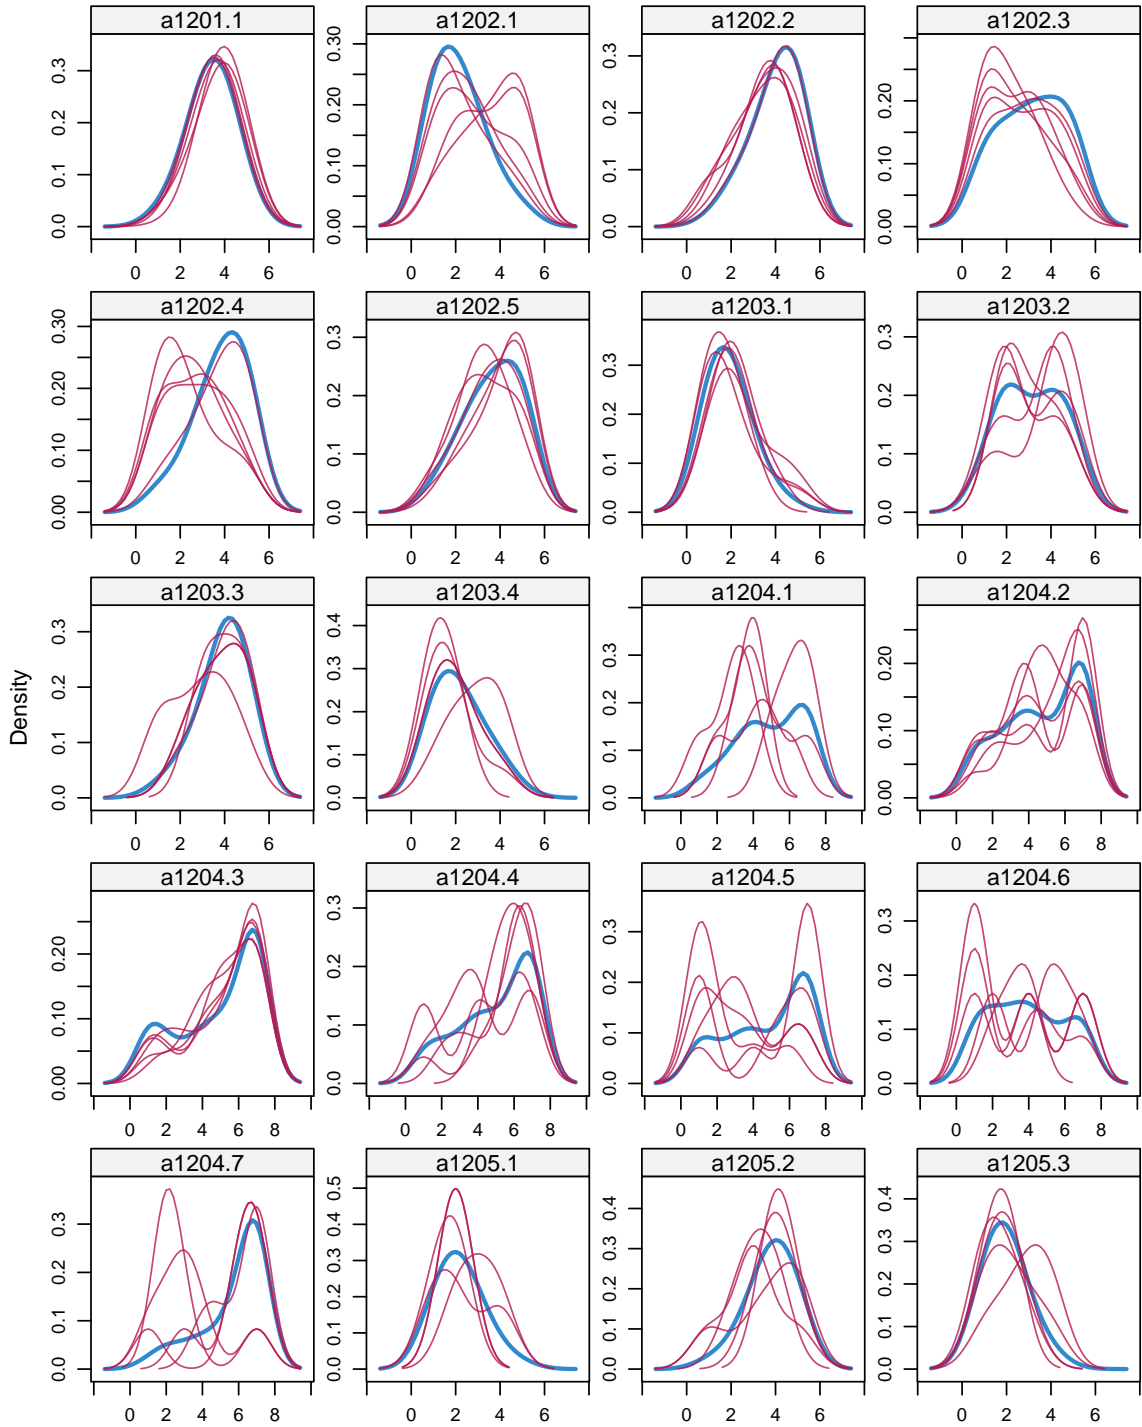 a1201.1 a1202.1 a1202.2 a1202.3
0.0 0.1 0.2 0.3 0.00 0.10 0.20 0.30 0.0 0.1 0.2 0.3 0.00 0.10 0.20
0 2 4 6 0 2 4 6 0 2 4 6 0 2 4 6
a1202.4 a1202.5 a1203.1 a1203.2
0.00 0.10 0.20 0.30 0.0 0.1 0.2 0.3 0.0 0.1 0.2 0.3 0.0 0.1 0.2 0.3
0 2 4 6 0 2 4 6 0 2 4 6 0 2 4 6
a1203.3 a1203.4 a1204.1 a1204.2
Density
0.0 0.1 0.2 0.3 0.0 0.1 0.2 0.3 0.4 0.0 0.1 0.2 0.3 0.00 0.10 0.20
0 2 4 6 0 2 4 6 0 2 4 6 8 0 2 4 6 8
a1204.3 a1204.4 a1204.5 a1204.6
0.00 0.10 0.20 0.0 0.1 0.2 0.3 0.0 0.1 0.2 0.3 0.0 0.1 0.2 0.3
0 2 4 6 8 0 2 4 6 8 0 2 4 6 8 0 2 4 6 8
a1204.7 a1205.1 a1205.2 a1205.3
0.0 0.1 0.2 0.3 0.0 0.1 0.2 0.3 0.4 0.5 0.0 0.1 0.2 0.3 0.4 0.0 0.1 0.2 0.3 0.4
0 2 4 6 8 0 2 4 6 0 2 4 6 0 2 4 6